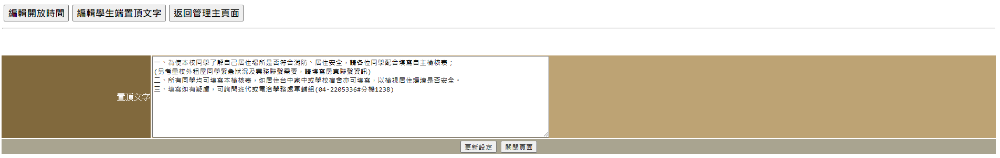 編輯開放時間 編輯學生端置頂文字 返回管理主頁面
一、為使本校同學了解自己居住場所是否符合消防、居住安全，請各位同學配合填寫自主檢核表；
(另考量校外租屋同學緊急狀況及業務聯繫需要，請填寫房東聯繫資訊)
二、所有同學均可填寫本檢核表，如居住台中家中或學校宿舍亦可填寫，以檢視居住環境是否安全。
三、填寫如有疑慮，可詢問班代或電洽學務處軍輔組(04-2205336#分機1238)
置頂文字
更新設定 關閉頁面